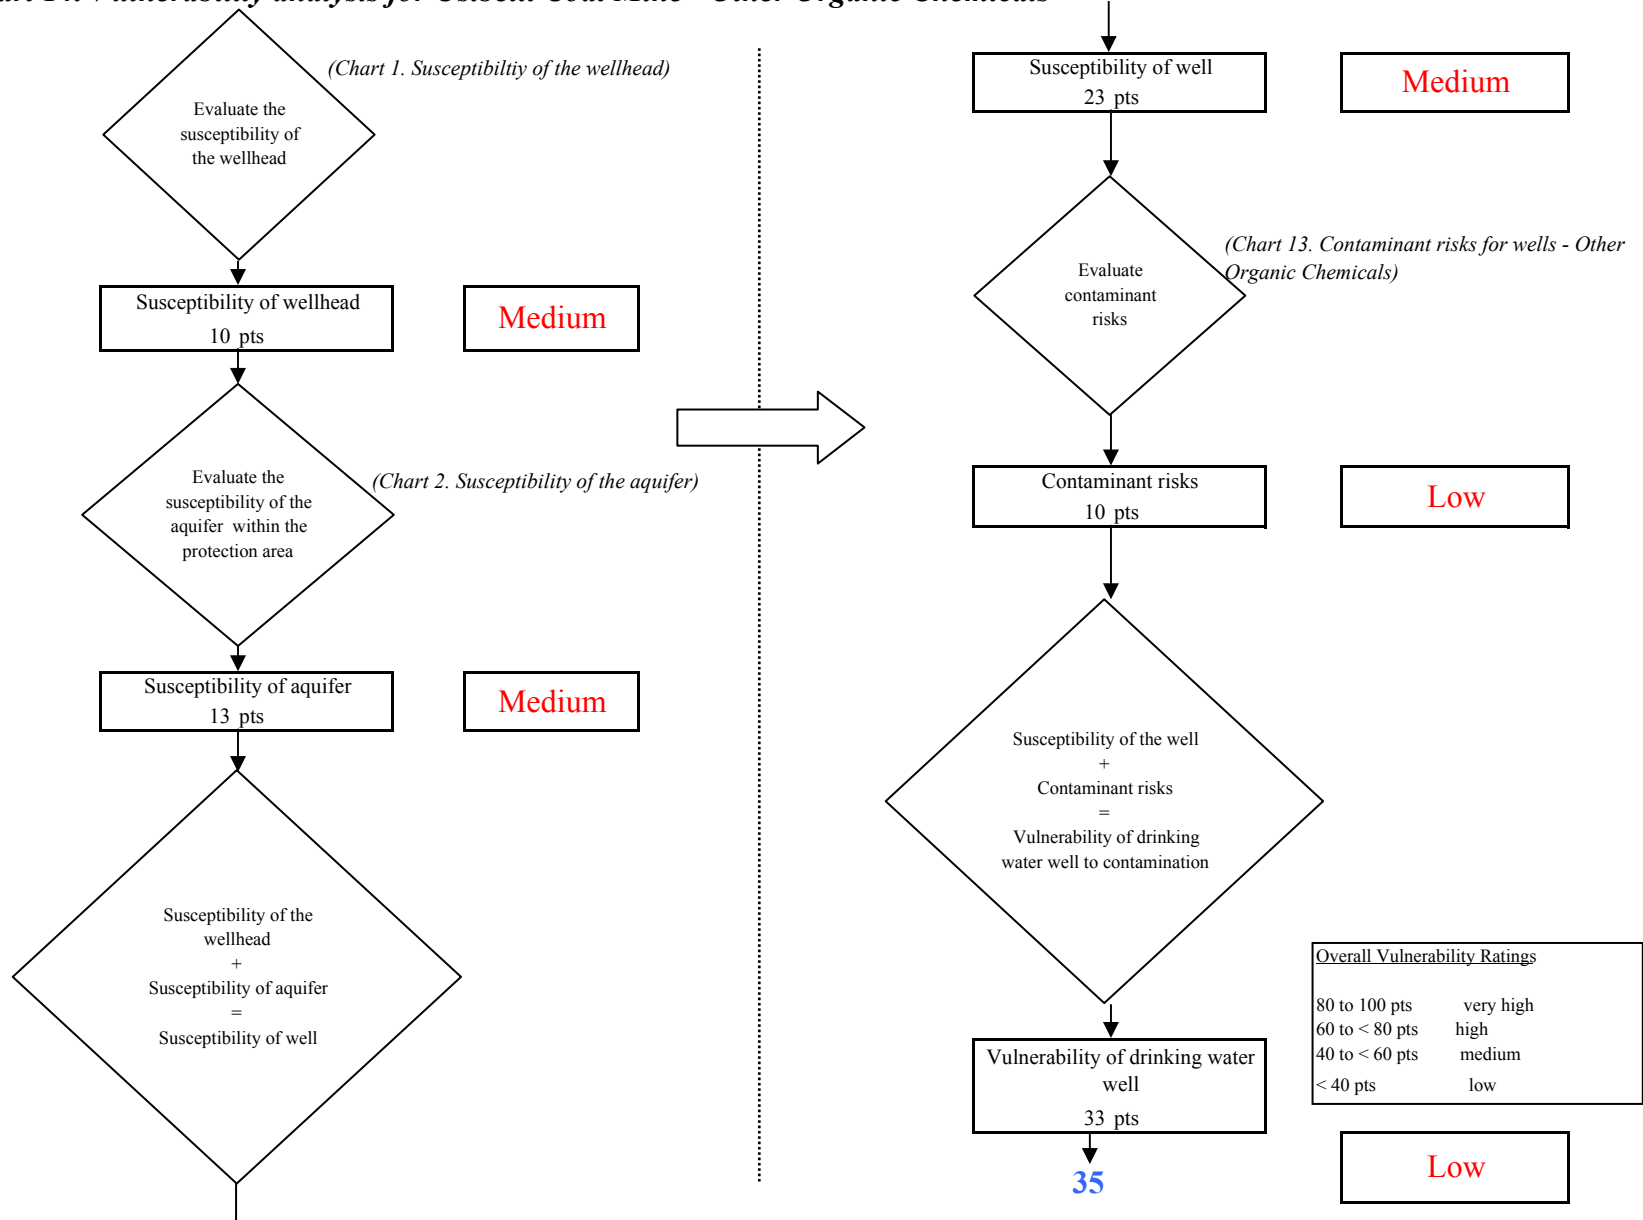 Evaluate the
susceptibility of
the wellhead
(Chart 1. Susceptibiltiy of the wellhead)
Susceptibility of wellhead
10 pts
Medium
Evaluate the
susceptibility of the
aquifer within the
protection area
(Chart 2. Susceptibility of the aquifer)
Susceptibility of aquifer
13 pts
Medium
Susceptibility of the
wellhead
+
Susceptibility of aquifer
=
Susceptibility of well
Susceptibility of well
23 pts
Medium
Evaluate
contaminant
risks
(Chart 13. Contaminant risks for wells - Other
Organic Chemicals)
Contaminant risks
10 pts
Low
Susceptibility of the well
+
Contaminant risks
=
Vulnerability of drinking
water well to contamination
Vulnerability of drinking water
well
33 pts
35
Overall Vulnerability Ratings
80 to 100 pts very high
60 to < 80 pts high
40 to < 60 pts medium
< 40 pts low
Low